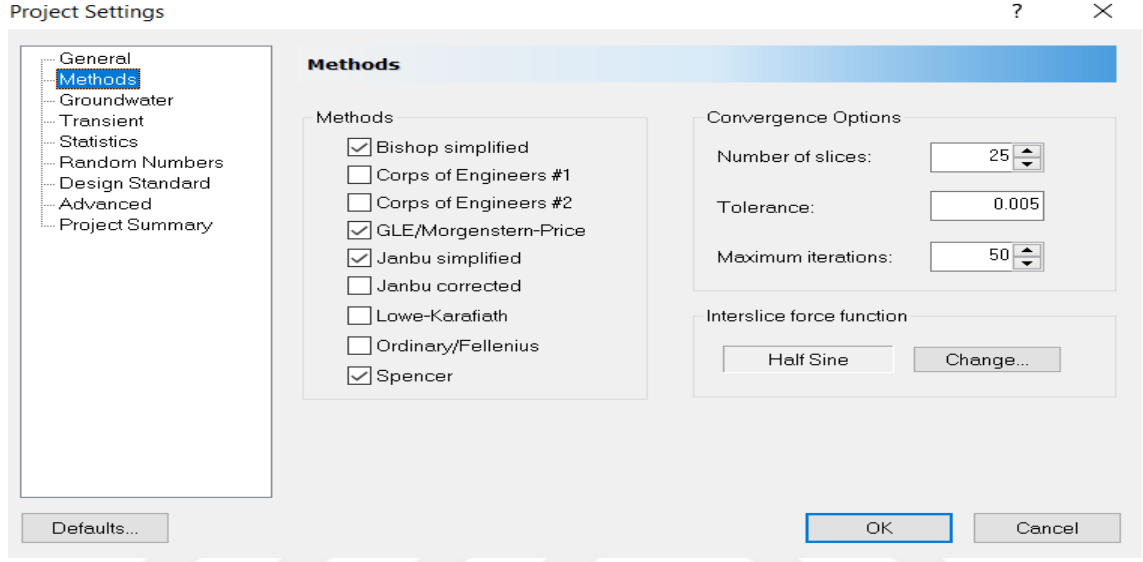 Project Settings
?
General
Methods
Groundwater
Transient
Statistics
Random Numbers
Design Standard
Advanced
Project Summary
Methods
Methods
Bishop simplified
Corps of Engineers #1
Corps of Engineers #2
GLE/Morgenstern-Price
Janbu simplified
Janbu corrected
Lowe-Karafiath
Ordinary/Fellenius
Spencer
Convergence Options
Number of slices: 25
Tolerance: 0.005
Maximum iterations: 50
Interslice force function
Half Sine Change...
Defaults... OK Cancel